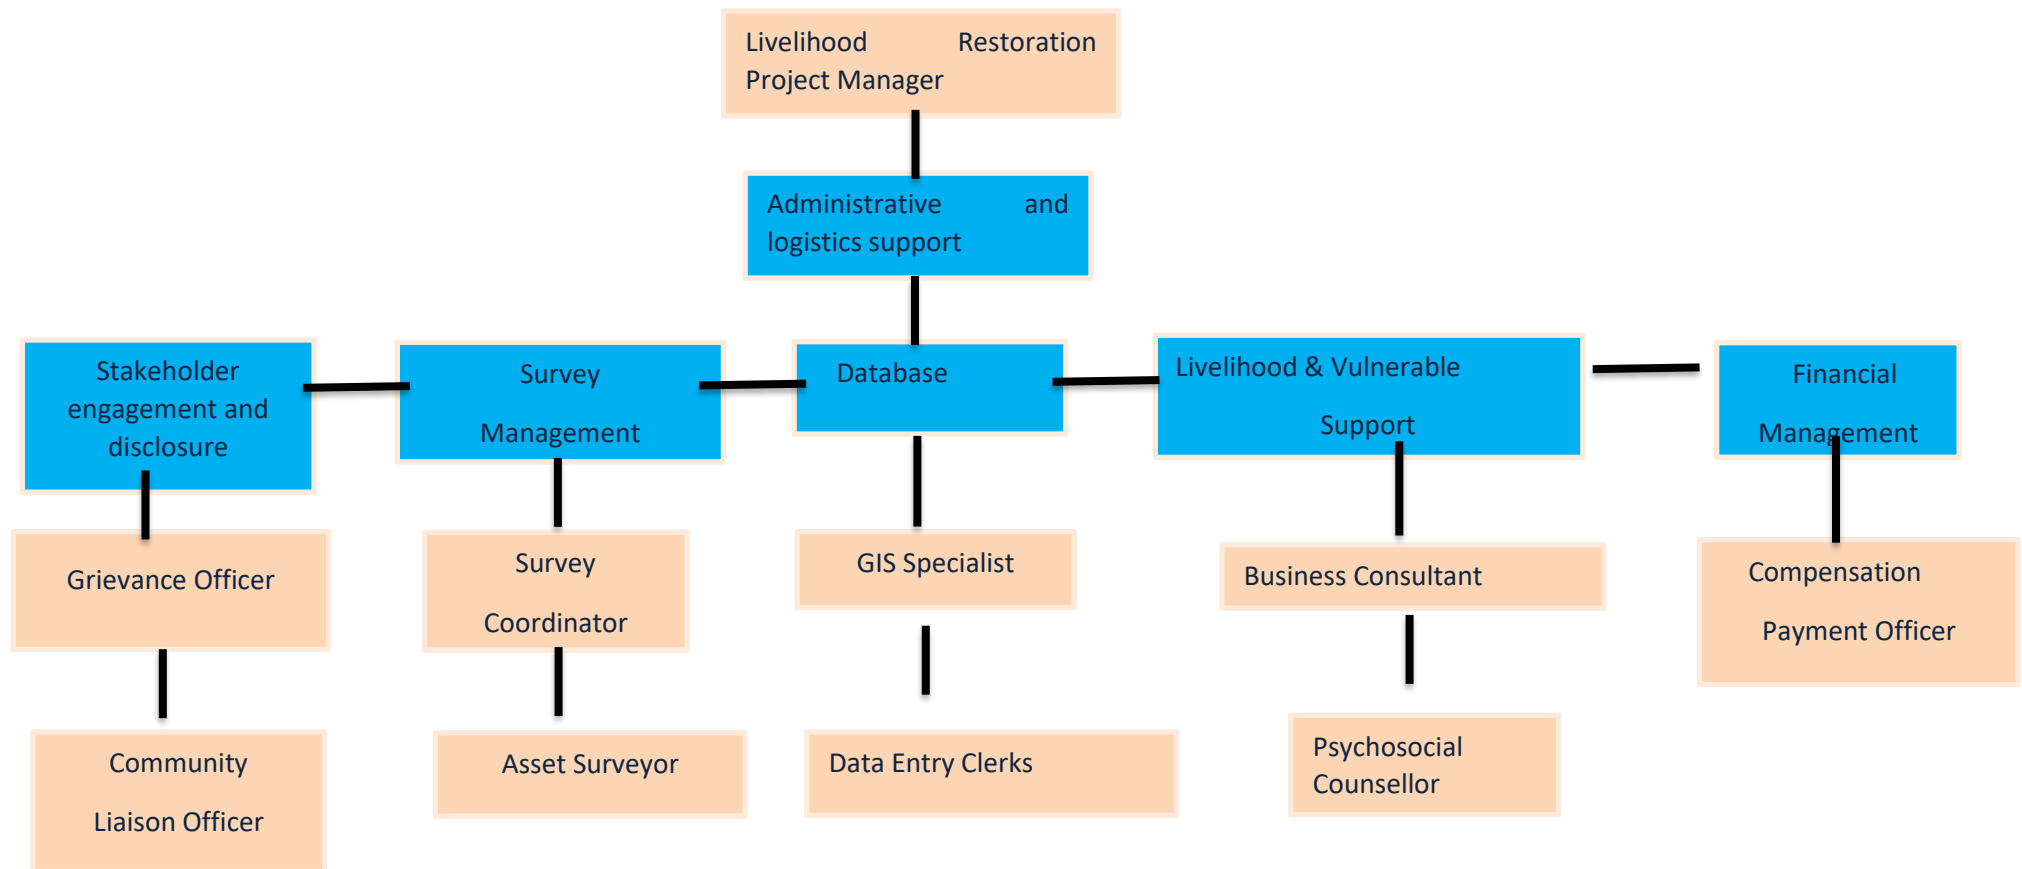 Livelihood Restoration
Project Manager
Administrative and
logistics support
Stakeholder
engagement and
disclosure
Survey
Management
Database
Livelihood & Vulnerable
Support
Financial
Management
Grievance Officer
Survey
Coordinator
GIS Specialist
Business Consultant
Compensation
Payment Officer
Community
Liaison Officer
Asset Surveyor
Data Entry Clerks
Psychosocial
Counsellor